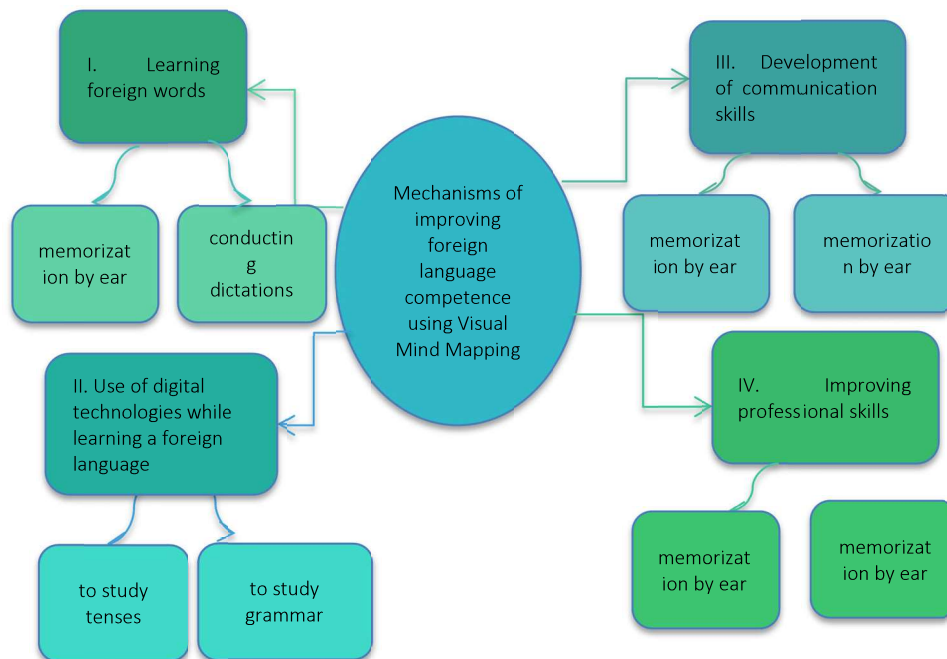 I. Learning
foreign words
memorizat
ion by ear
conductin
g
dictations
II. Use of digital
technologies while
learning a foreign
language
to study
tenses
to study
grammar
Mechanisms of
improving
foreign
language
competence
using Visual
Mind Mapping
III. Development
of communication
skills
memorizat
ion by ear
memorizatio
n by ear
IV. Improving
professional skills
memorizat
ion by ear
memorizat
ion by ear